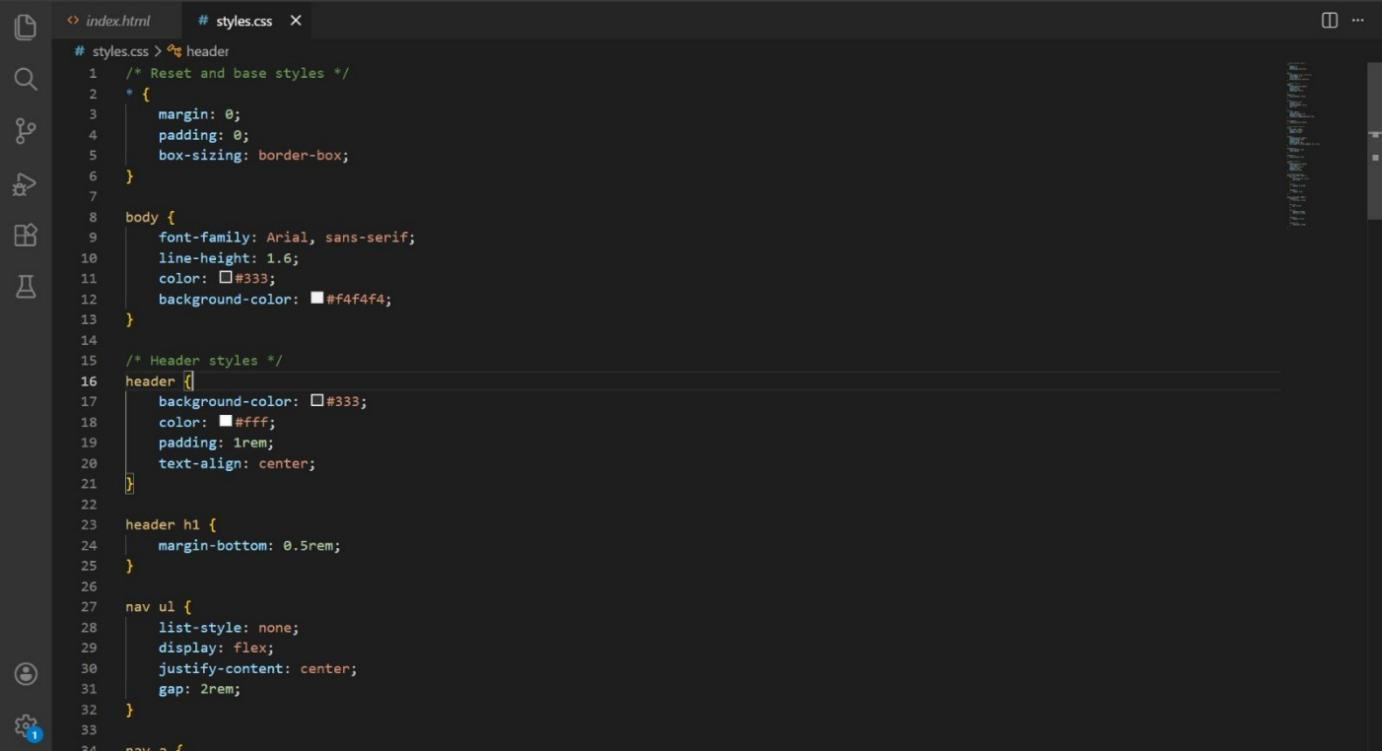 index.html
styles.css
styles.css > header
1 /* Reset and base styles */
2 * {
3     margin: 0;
4     padding: 0;
5     box-sizing: border-box;
6 }
7
8 body {
9     font-family: Arial, sans-serif;
10     line-height: 1.6;
11     color: #333;
12     background-color: #f4f4f4;
13 }
14
15 /* Header styles */
16 header {
17     background-color: #333;
18     color: #fff;
19     padding: 1rem;
20     text-align: center;
21 }
22
23 header h1 {
24     margin-bottom: 0.5rem;
25 }
26
27 nav ul {
28     list-style: none;
29     display: flex;
30     justify-content: center;
31     gap: 2rem;
32 }
33
34 nav a {
1